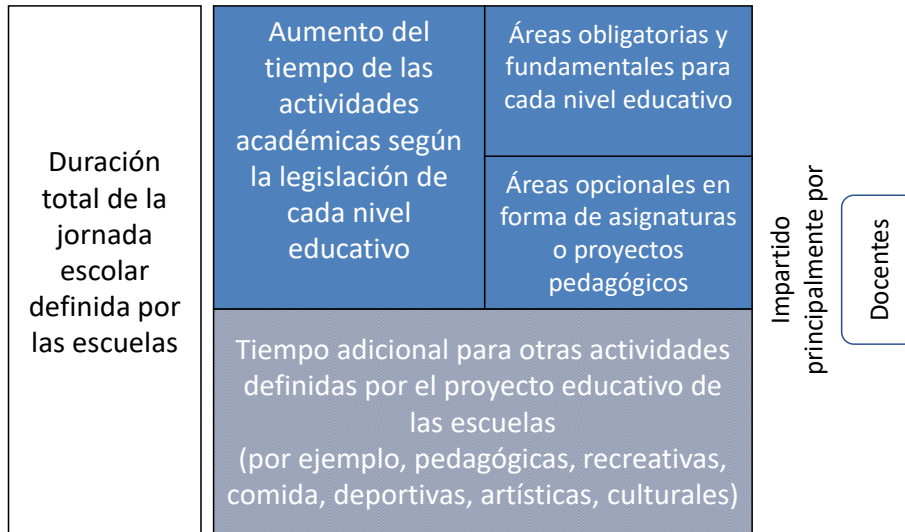 Duración
total de la
jornada
escolar
definida por
las escuelas
Aumento del
tiempo de las
actividades
académicas según
la legislación de
cada nivel
educativo
Áreas obligatorias y
fundamentales para
cada nivel educativo
Áreas opcionales en
forma de asignaturas
o proyectos
pedagógicos
Tiempo adicional para otras actividades
definidas por el proyecto educativo de
las escuelas
(por ejemplo, pedagógicas, recreativas,
comida, deportivas, artísticas, culturales)
Impartido
principalmente por
Docentes